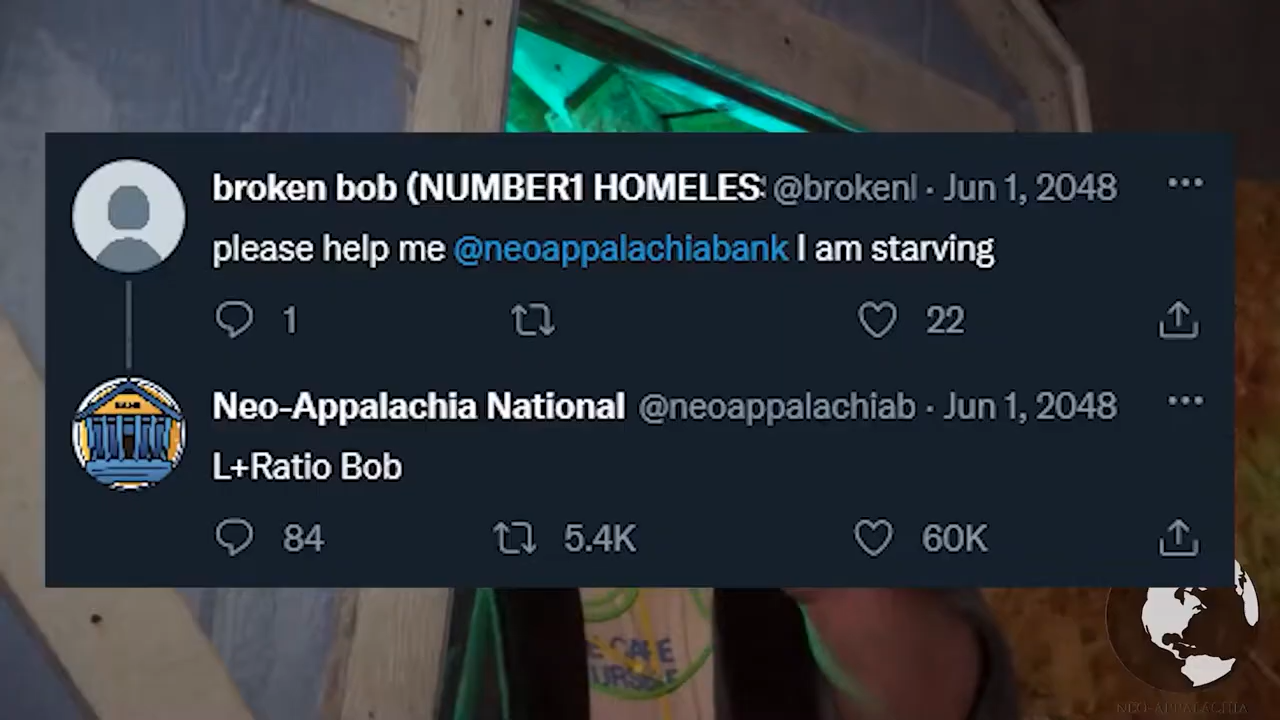 broken bob (NUMBER1 HOMELES @brokenl · Jun 1, 2048
please help me @neoappalachiabank I am starving
1 22
Neo-Appalachia National @neoappalachiab · Jun 1, 2048
L+Ratio Bob
84 5.4K 60K
NEO-APPALACHIA